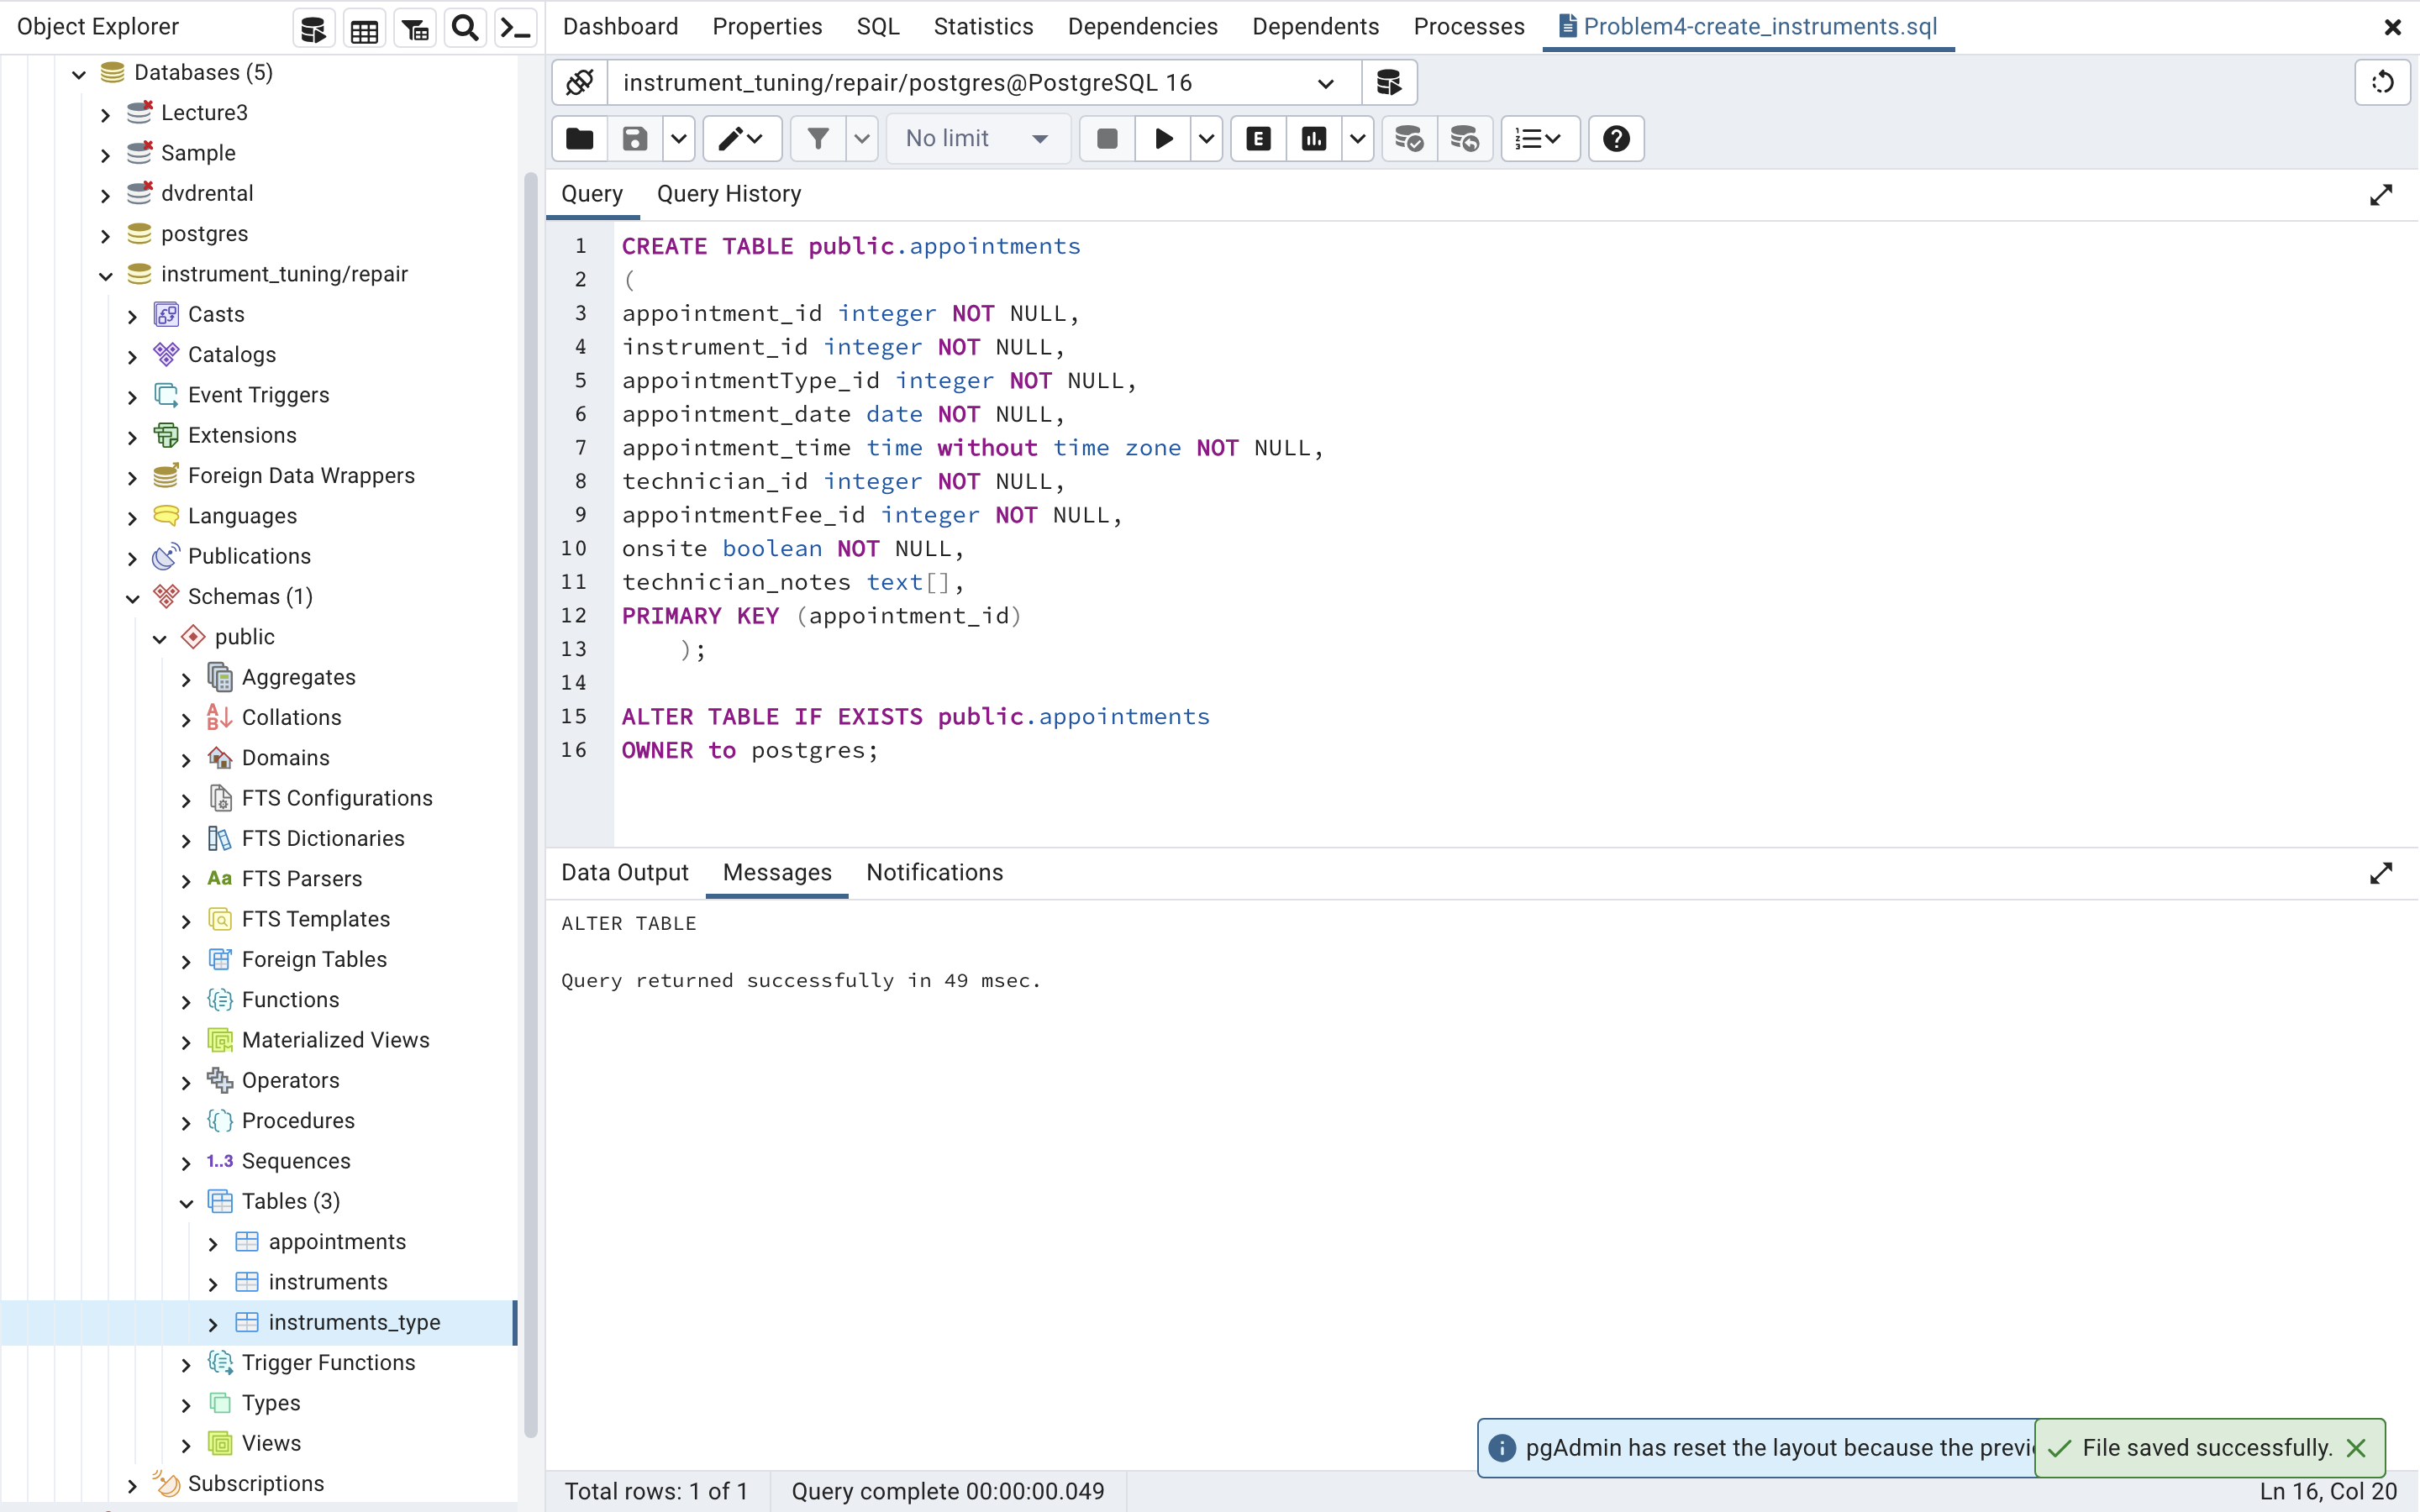 Object Explorer
Dashboard Properties SQL Statistics Dependencies Dependents Processes Problem4-create_instruments.sql
Databases (5)
Lecture3
Sample
dvdrental
postgres
instrument_tuning/repair
Casts
Catalogs
Event Triggers
Extensions
Foreign Data Wrappers
Languages
Publications
Schemas (1)
public
Aggregates
Collations
Domains
FTS Configurations
FTS Dictionaries
Aa FTS Parsers
FTS Templates
Foreign Tables
Functions
Materialized Views
Operators
Procedures
1..3 Sequences
Tables (3)
appointments
instruments
instruments_type
Trigger Functions
Types
Views
Subscriptions
instrument_tuning/repair/postgres@PostgreSQL 16
No limit E
Query Query History
1 CREATE TABLE public.appointments
2 (
3 appointment_id integer NOT NULL,
4 instrument_id integer NOT NULL,
5 appointmentType_id integer NOT NULL,
6 appointment_date date NOT NULL,
7 appointment_time time without time zone NOT NULL,
8 technician_id integer NOT NULL,
9 appointmentFee_id integer NOT NULL,
10 onsite boolean NOT NULL,
11 technician_notes text[],
12 PRIMARY KEY (appointment_id)
13 );
14
15 ALTER TABLE IF EXISTS public.appointments
16 OWNER to postgres;
Data Output Messages Notifications
ALTER TABLE
Query returned successfully in 49 msec.
pgAdmin has reset the layout because the previ
File saved successfully.
Total rows: 1 of 1 Query complete 00:00:00.049 Ln 16, Col 20